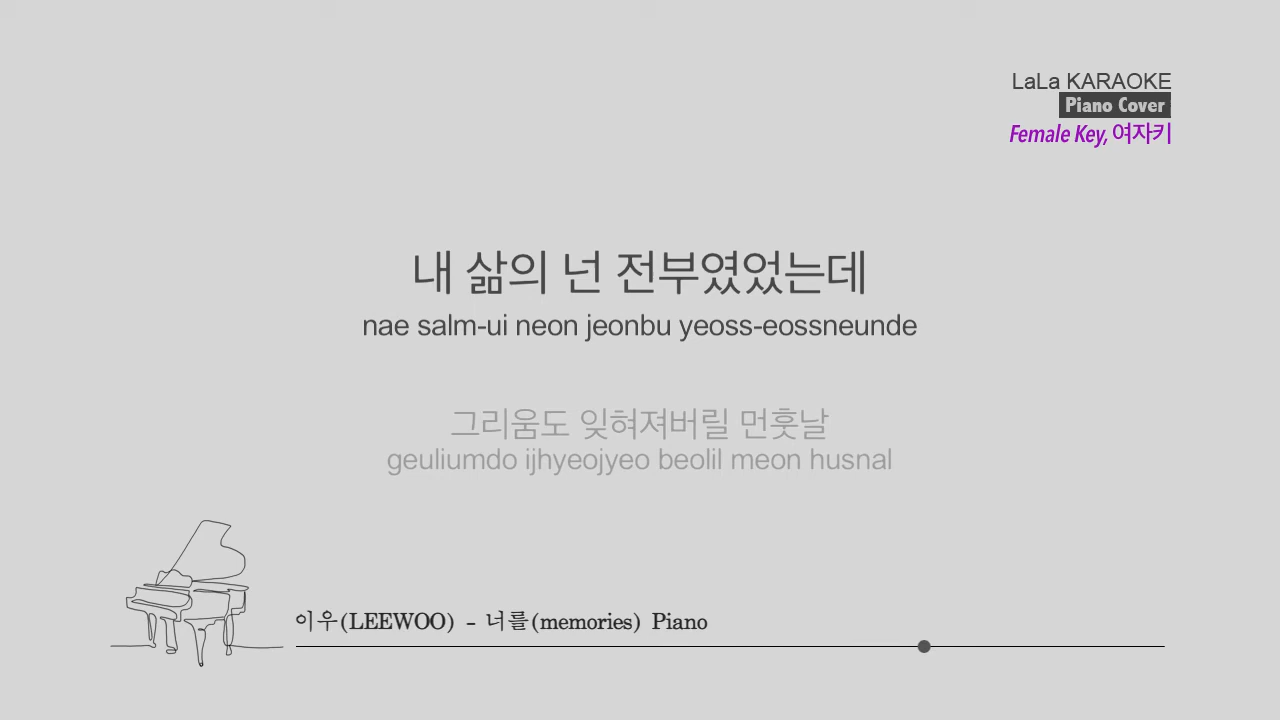 LaLa KARAOKE
Piano Cover
Female Key, 여자키
내 삶의 넌 전부였었는데
nae salm-ui neon jeonbu yeoss-eossneunde
그리움도 잊혀져버릴 먼훗날
geuliumdo ijhyeojyeo beolil meon husnal
이우(LEEWOO) - 너를(memories) Piano